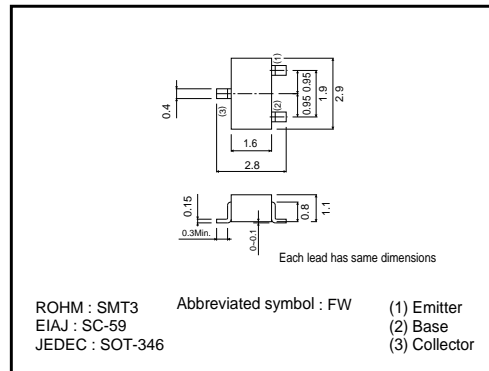 (1)
0.95 0.95
1.9
2.9
0.4
(3)
(2)
1.6
2.8
0.15
0.8
1.1
0.3Min.
0~0.1
Each lead has same dimensions
ROHM : SMT3
EIAJ : SC-59
JEDEC : SOT-346
Abbreviated symbol : FW
(1) Emitter
(2) Base
(3) Collector